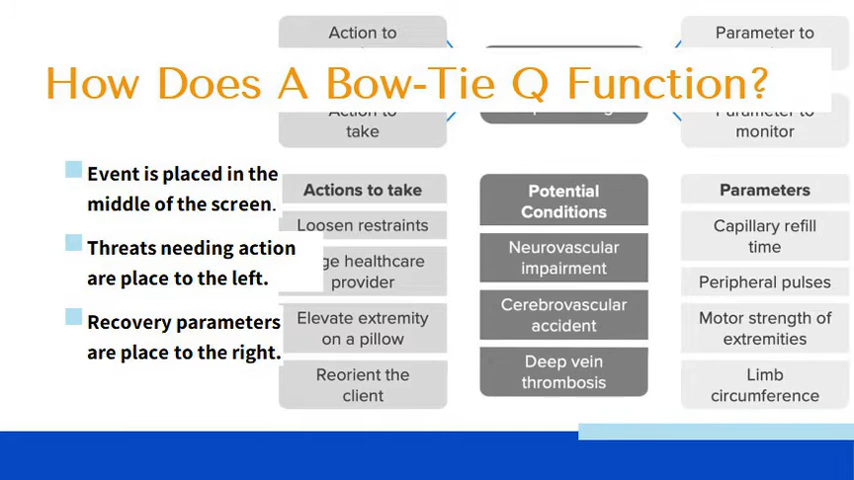 Action to
Parameter to
How Does A Bow-Tie Q Function?
Action to
take
Parameter to
monitor
Event is placed in the
middle of the screen.
Threats needing action
are place to the left.
Recovery parameters
are place to the right.
Actions to take
Loosen restraints
ge healthcare
provider
Elevate extremity
on a pillow
Reorient the
client
Potential
Conditions
Neurovascular
impairment
Cerebrovascular
accident
Deep vein
thrombosis
Parameters
Capillary refill
time
Peripheral pulses
Motor strength of
extremities
Limb
circumference